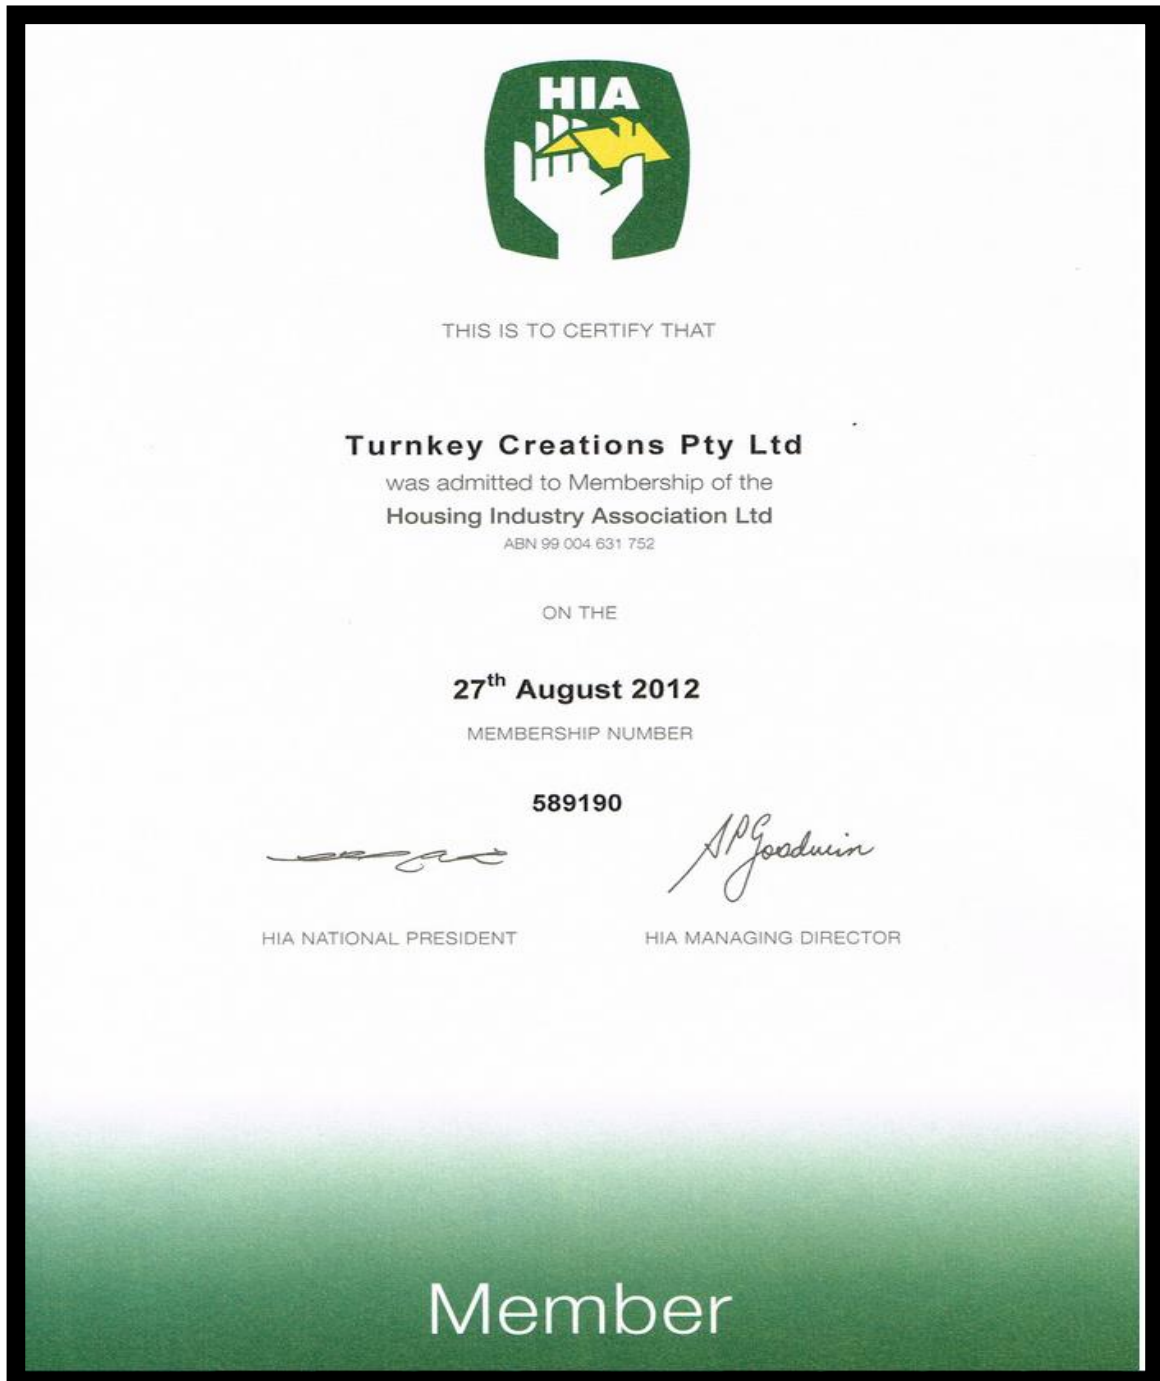 HIA
THIS IS TO CERTIFY THAT
Turnkey Creations Pty Ltd
was admitted to Membership of the
Housing Industry Association Ltd
ABN 99 004 631 752
ON THE
27th August 2012
MEMBERSHIP NUMBER
589190
SPGoodwin
HIA NATIONAL PRESIDENT
HIA MANAGING DIRECTOR
Member